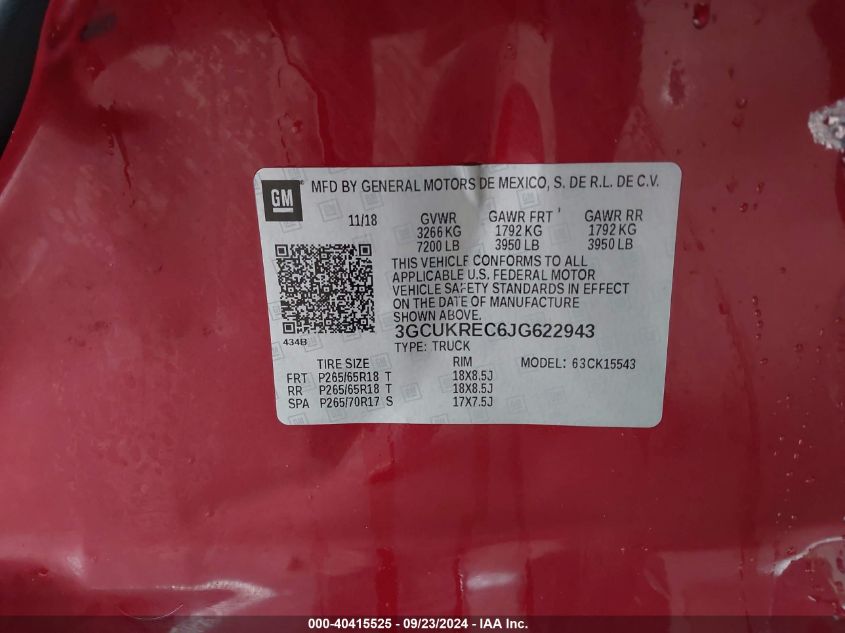 GM® MFD BY GENERAL MOTORS DE MEXICO, S. DE R.L. DE C.V.
11/18 GVWR GAWR FRT GAWR RR
3266 KG 1792 KG 1792 KG
7200 LB 3950 LB 3950 LB
THIS VEHICLE CONFORMS TO ALL
APPLICABLE U.S. FEDERAL MOTOR
VEHICLE SAFETY STANDARDS IN EFFECT
ON THE DATE OF MANUFACTURE
SHOWN ABOVE.
434B
3GCUKREC6JG622943
TYPE: TRUCK
TIRE SIZE RIM MODEL: 63CK15543
FRT P265/65R18 T 18X8.5J
RR P265/65R18 T 18X8.5J
SPA P265/70R17 S 17X7.5J
000-40415525 - 09/23/2024 - IAA Inc.